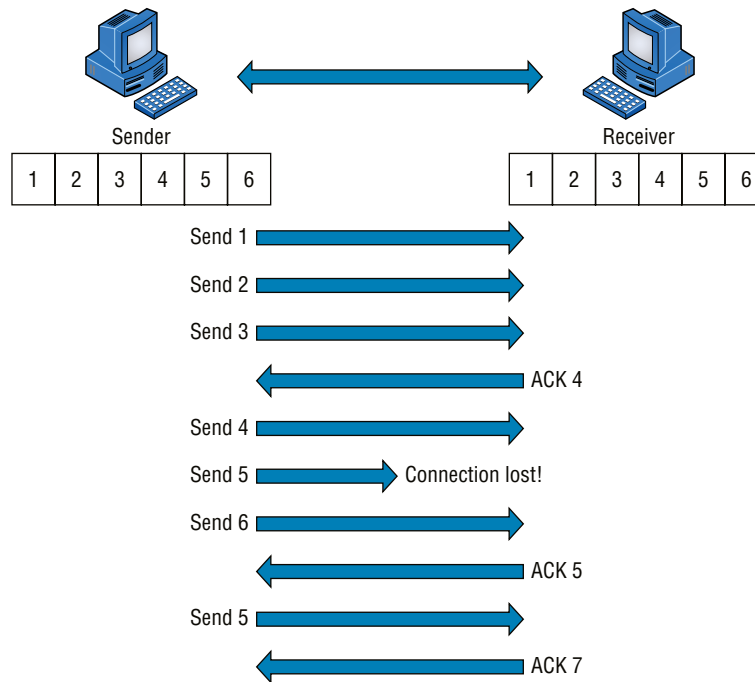 Sender Receiver
1 2 3 4 5 6 1 2 3 4 5 6
Send 1
Send 2
Send 3
ACK 4
Send 4
Send 5 Connection lost!
Send 6
ACK 5
Send 5
ACK 7